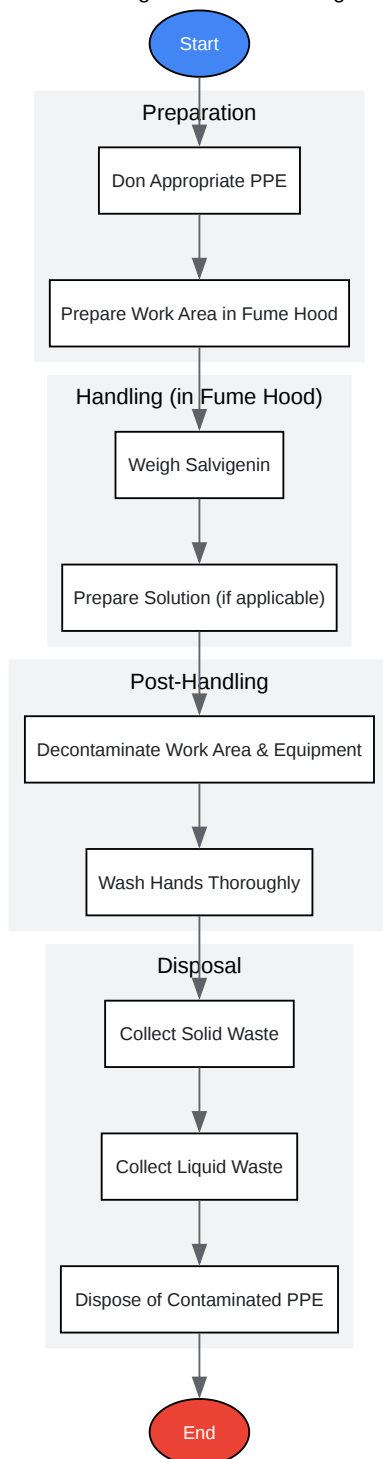 Start
Preparation
Don Appropriate PPE
Prepare Work Area in Fume Hood
Handling (in Fume Hood)
Weigh Salvigenin
Prepare Solution (if applicable)
Post-Handling
Decontaminate Work Area & Equipment
Wash Hands Thoroughly
Disposal
Collect Solid Waste
Collect Liquid Waste
Dispose of Contaminated PPE
End